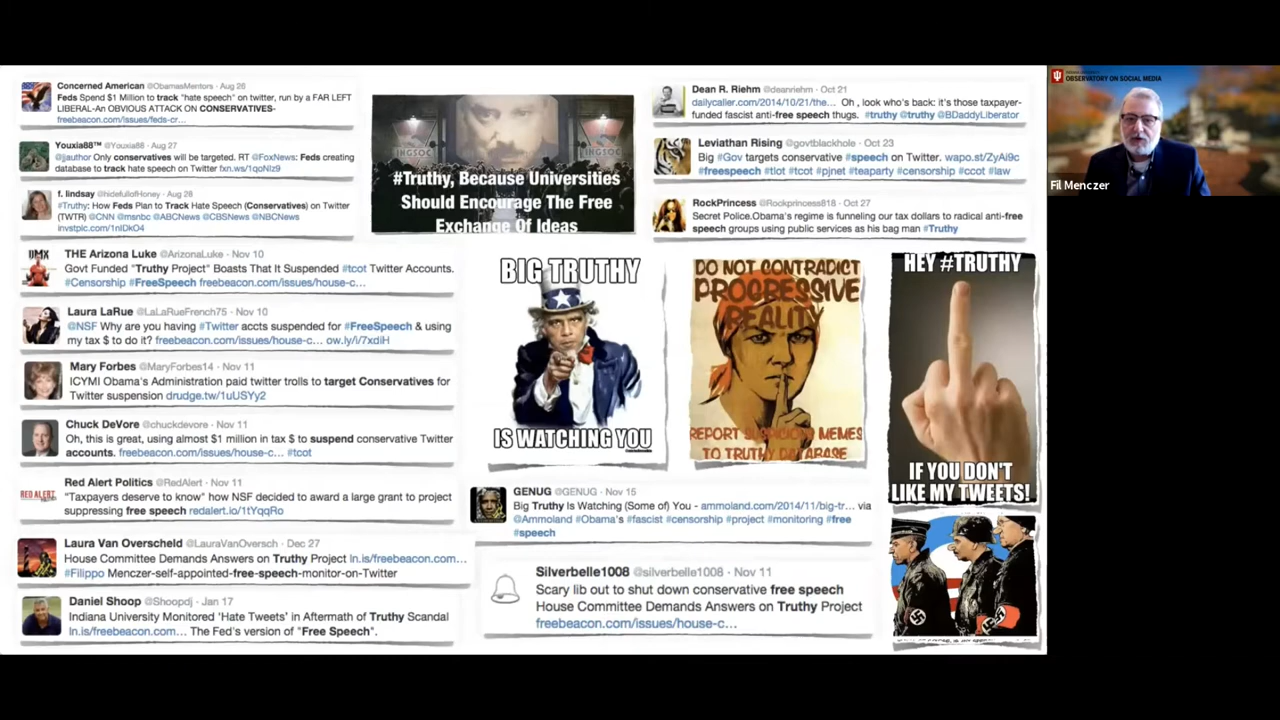 Concerned American @ObamasMentors · Aug 26
Feds Spend $1 Million to track "hate speech" on twitter, run by a FAR LEFT
LIBERAL-An OBVIOUS ATTACK ON CONSERVATIVES-
freebeacon.com/issues/feds-cr...
Youxia88™ @Youxia88 · Aug 27
@jjauthor Only conservatives will be targeted. RT @FoxNews: Feds creating
database to track hate speech on Twitter fxn.ws/1qoNlz9
f. lindsay @hidefullofHoney · Aug 28
#Truthy: How Feds Plan to Track Hate Speech (Conservatives) on Twitter
(TWTR) @CNN @msnbc @ABCNews @CBSNews @NBCNews
invstplc.com/1nIDkO4
INGSOC
INGSOC
#Truthy, Because Universities
Should Encourage The Free
Exchange Of Ideas
Dean R. Riehm @deanriehm · Oct 21
dailycaller.com/2014/10/21/the... Oh , look who's back: it's those taxpayer-
funded fascist anti-free speech thugs. #truthy @truthy @BDaddyLiberator
Leviathan Rising @govtblackhole · Oct 23
Big #Gov targets conservative #speech on Twitter. wapo.st/ZyAi9c
#freespeech #tlot #tcot #pjnet #teaparty #censorship #ccot #law
RockPrincess @Rockprincess818 · Oct 27
Secret Police.Obama's regime is funneling our tax dollars to radical anti-free
speech groups using public services as his bag man #Truthy
THE Arizona Luke @ArizonaLuke · Nov 10
Govt Funded "Truthy Project" Boasts That It Suspended #tcot Twitter Accounts.
#Censorship #FreeSpeech freebeacon.com/issues/house-c...
Laura LaRue @LaLaRueFrench75 · Nov 10
@NSF Why are you having #Twitter accts suspended for #FreeSpeech & using
my tax $ to do it? freebeacon.com/issues/house-c... ow.ly/i/7xdiH
Mary Forbes @MaryForbes14 · Nov 11
ICYMI Obama's Administration paid twitter trolls to target Conservatives for
Twitter suspension drudge.tw/1uUSYy2
Chuck DeVore @chuckdevore · Nov 11
Oh, this is great, using almost $1 million in tax $ to suspend conservative Twitter
accounts. freebeacon.com/issues/house-c... #tcot
RED ALERT
Red Alert Politics @RedAlert · Nov 11
"Taxpayers deserve to know" how NSF decided to award a large grant to project
suppressing free speech redalert.io/1tYqqRo
Laura Van Overscheld @LauraVanOversch · Dec 27
House Committee Demands Answers on Truthy Project ln.is/freebeacon.com...
#Filippo Menczer-self-appointed-free-speech-monitor-on-Twitter
Daniel Shoop @Shoopdj · Jan 17
Indiana University Monitored 'Hate Tweets' in Aftermath of Truthy Scandal
ln.is/freebeacon.com... The Fed's version of "Free Speech".
BIG TRUTHY
IS WATCHING YOU
DO NOT CONTRADICT
PROGRESSIVE
REALITY
REPORT SUSPICIOUS MEMES
TO TRUTHY DATABASE
HEY #TRUTHY
IF YOU DON'T
LIKE MY TWEETS!
GENUG @GENUG · Nov 15
Big Truthy Is Watching (Some of) You - ammoland.com/2014/11/big-tr... via
@Ammoland #Obama's #fascist #censorship #project #monitoring #free
#speech
Silverbelle1008 @silverbelle1008 · Nov 11
Scary lib out to shut down conservative free speech
House Committee Demands Answers on Truthy Project
freebeacon.com/issues/house-c...
OBSERVATORY ON SOCIAL MEDIA
Fil Menczer